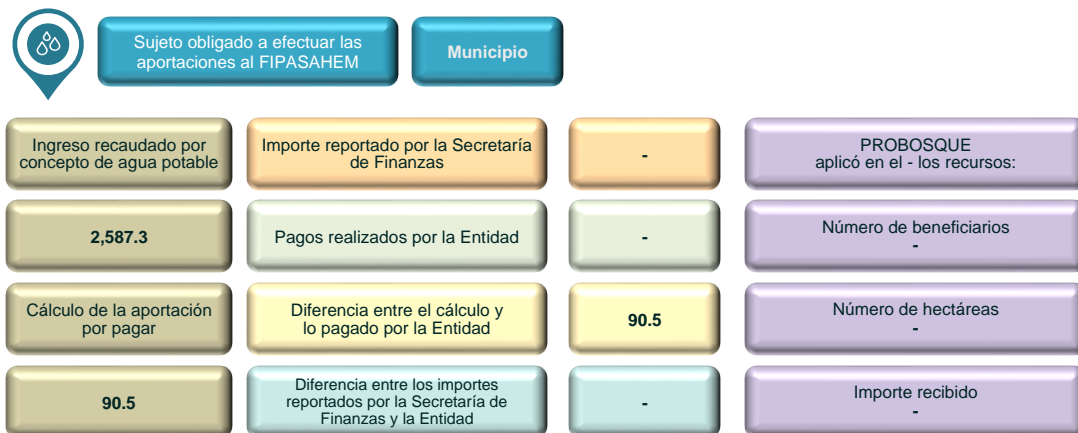 Sujeto obligado a efectuar las
aportaciones al FIPASAHEM
Municipio
Ingreso recaudado por
concepto de agua potable
Importe reportado por la Secretaría
de Finanzas
-
PROBOSQUE
aplicó en el - los recursos:
2,587.3
Pagos realizados por la Entidad
-
Número de beneficiarios
-
Cálculo de la aportación
por pagar
Diferencia entre el cálculo y
lo pagado por la Entidad
90.5
Número de hectáreas
-
90.5
Diferencia entre los importes
reportados por la Secretaría de
Finanzas y la Entidad
-
Importe recibido
-